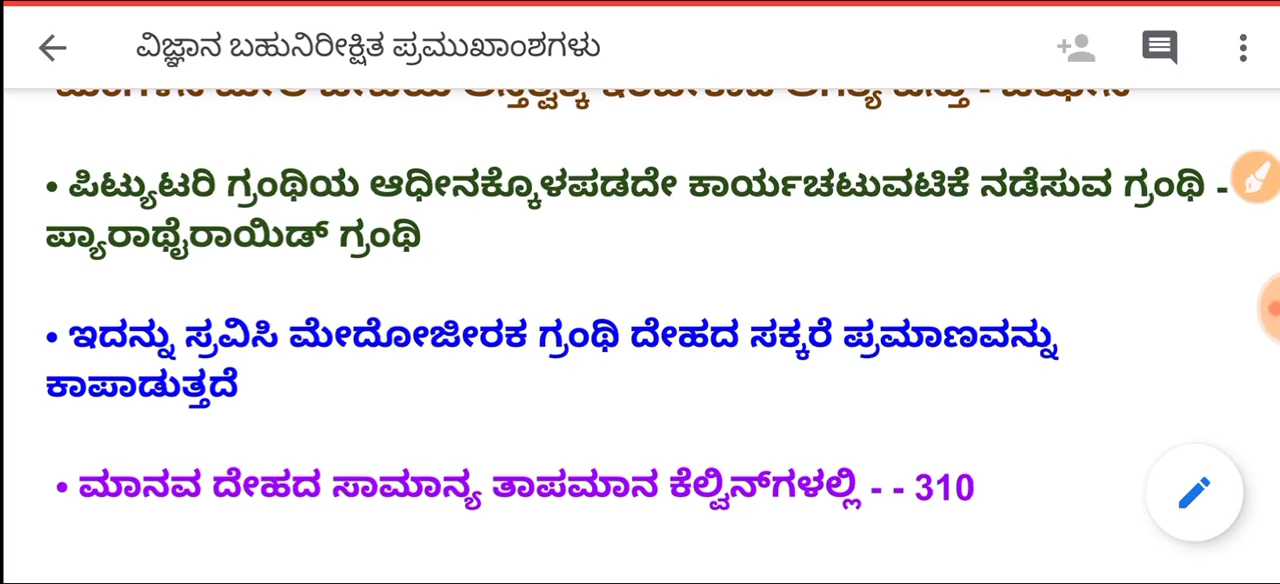 ವಿಜ್ಞಾನ ಬಹುನಿರೀಕ್ಷಿತ ಪ್ರಮುಖಾಂಶಗಳು
• ಪಿಟ್ಯುಟರಿ ಗ್ರಂಥಿಯ ಆಧೀನಕ್ಕೊಳಪಡದೇ ಕಾರ್ಯಚಟುವಟಿಕೆ ನಡೆಸುವ ಗ್ರಂಥಿ -
ಪ್ಯಾರಾಥೈರಾಯಿಡ್ ಗ್ರಂಥಿ
• ಇದನ್ನು ಸ್ರವಿಸಿ ಮೇದೋಜೀರಕ ಗ್ರಂಥಿ ದೇಹದ ಸಕ್ಕರೆ ಪ್ರಮಾಣವನ್ನು
ಕಾಪಾಡುತ್ತದೆ
• ಮಾನವ ದೇಹದ ಸಾಮಾನ್ಯ ತಾಪಮಾನ ಕೆಲ್ವಿನ್‌ಗಳಲ್ಲಿ - - 310